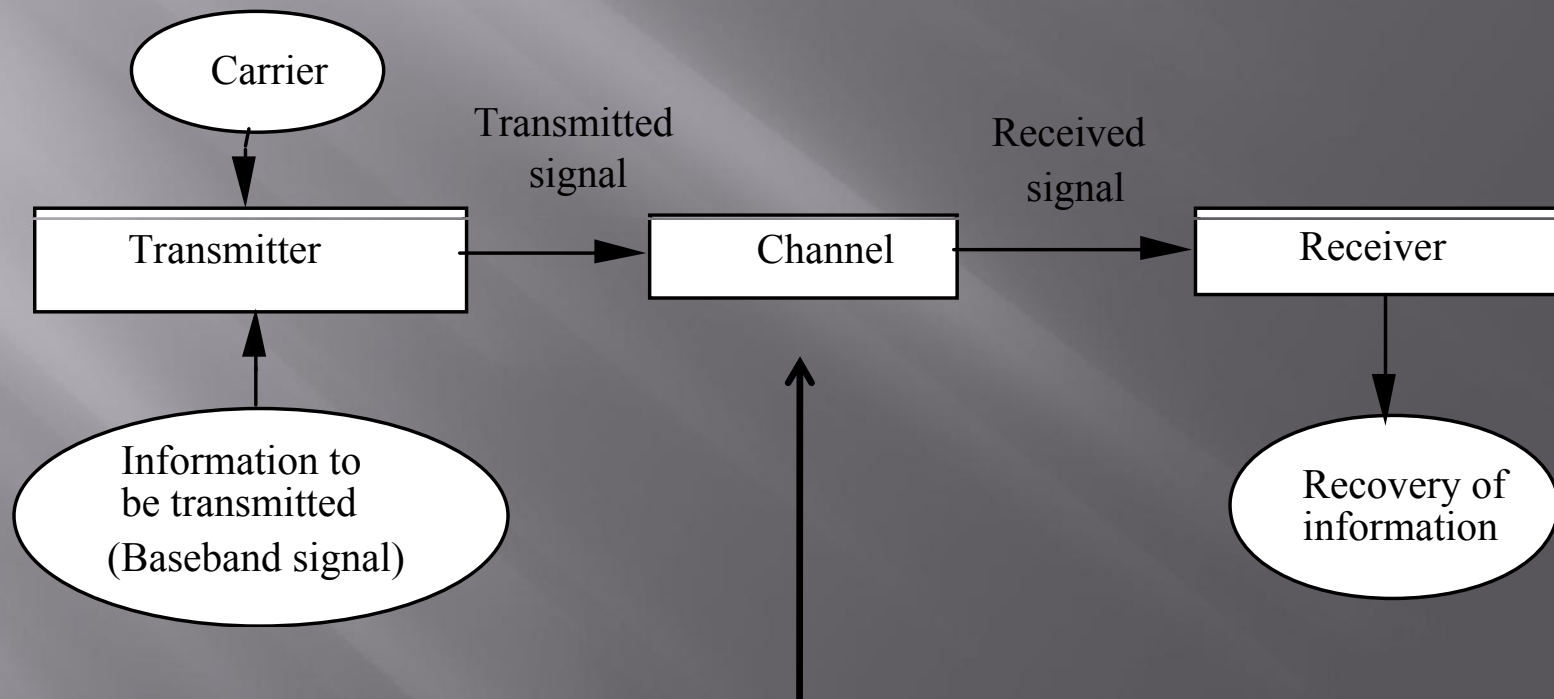 Carrier
Transmitted
signal
Received
signal
Transmitter
Channel
Receiver
Information to
be transmitted
(Baseband signal)
Recovery of
information